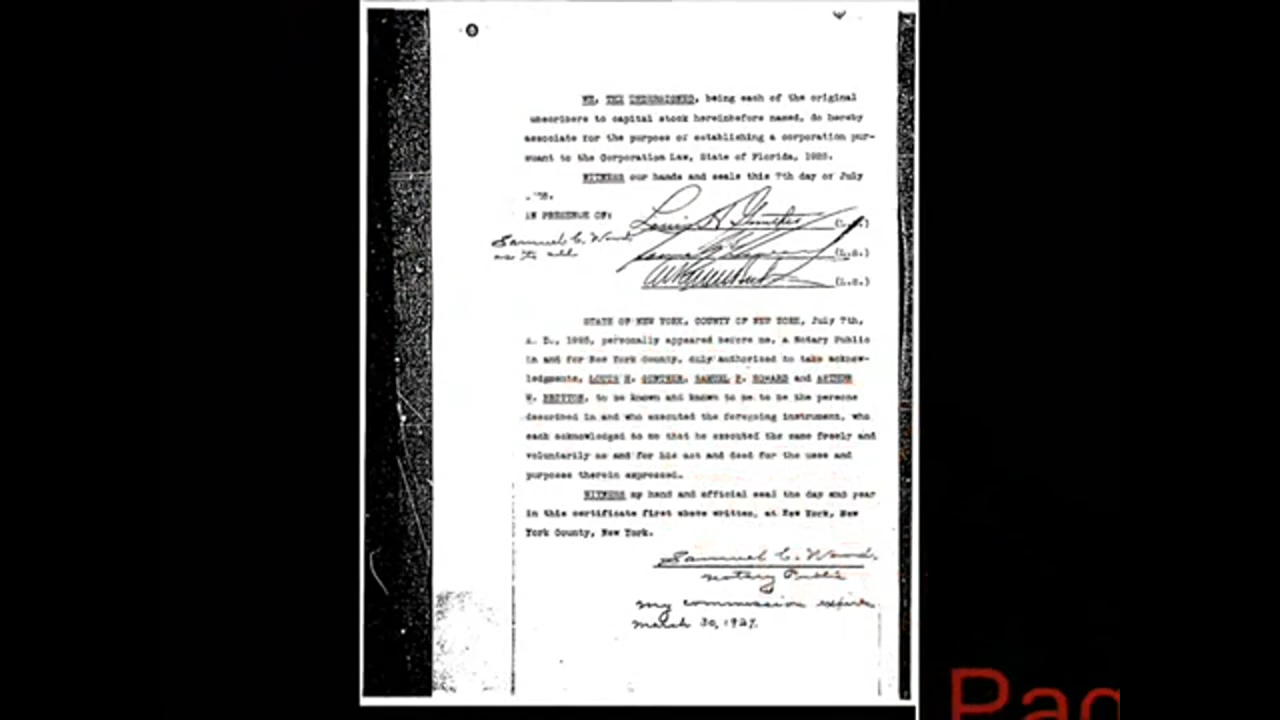 WE, THE UNDERSIGNED, being each of the original
ubscribers to capital stock hereinbefore named, do hereby
associate for the purpose of establishing a corporation pur-
suant to the Corporation Law, State of Florida, 1925.
WITNESS our hands and seals this 7th day of July
IN PRESENCE OF:
Louis H (L.S.)
Samuel C. Wood
as to all
(L.S.)
(L.S.)
STATE OF NEW YORK, COUNTY OF NEW YORK, July 7th,
A. D., 1925, personally appeared before me, a Notary Public
in and for New York County, duly authorized to take acknow-
ledgments, LOUIS H. GUNTHER, SAMUEL P. HOWARD and ARTHUR
W. BRITTON, to me known and known to me to be the persons
described in and who executed the foregoing instrument, who
each acknowledged to me that he executed the same freely and
voluntarily as and for his act and deed for the uses and
purposes therein expressed.
WITNESS my hand and official seal the day and year
in this certificate first above written, at New York, New
York County, New York.
Samuel C. Wood.
Notary Public
My commission expires
March 30, 1927.
Pag